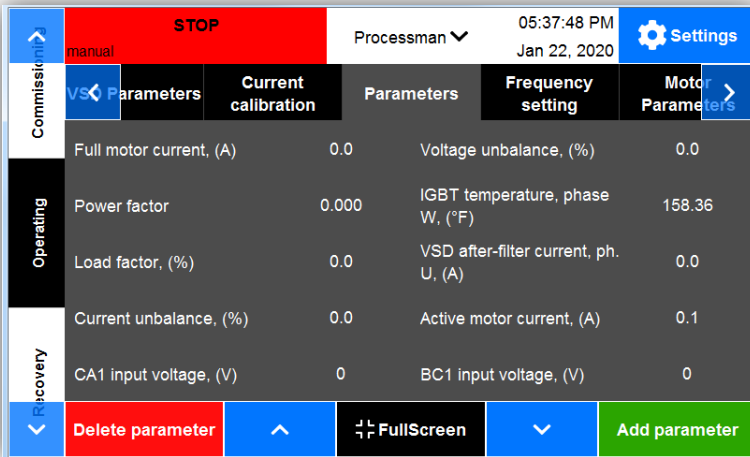 STOP
manual
Processman
05:37:48 PM
Jan 22, 2020
Settings
Commissioning
Operating
Recovery
VSD Parameters
Current
calibration
Parameters
Frequency
setting
Motor
Parameters
Full motor current, (A) 0.0
Voltage unbalance, (%) 0.0
Power factor 0.000
IGBT temperature, phase
W, (°F) 158.36
Load factor, (%) 0.0
VSD after-filter current, ph.
U, (A) 0.0
Current unbalance, (%) 0.0
Active motor current, (A) 0.1
CA1 input voltage, (V) 0
BC1 input voltage, (V) 0
Delete parameter
FullScreen
Add parameter